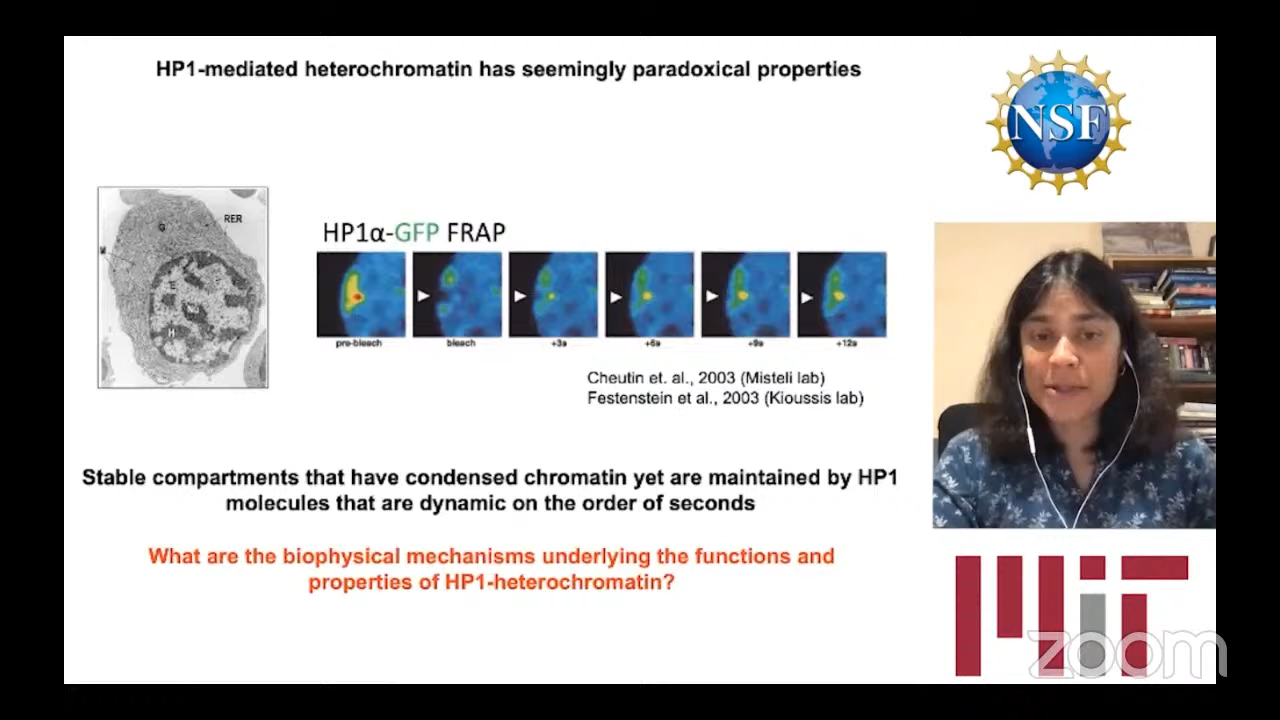 HP1-mediated heterochromatin has seemingly paradoxical properties
NSF
RER
G
M
H
HP1α-GFP FRAP
pre-bleach
bleach
+3s
+6s
+9s
+12s
Cheutin et. al., 2003 (Misteli lab)
Festenstein et al., 2003 (Kioussis lab)
Stable compartments that have condensed chromatin yet are maintained by HP1
molecules that are dynamic on the order of seconds
What are the biophysical mechanisms underlying the functions and
properties of HP1-heterochromatin?
MIT
zoom